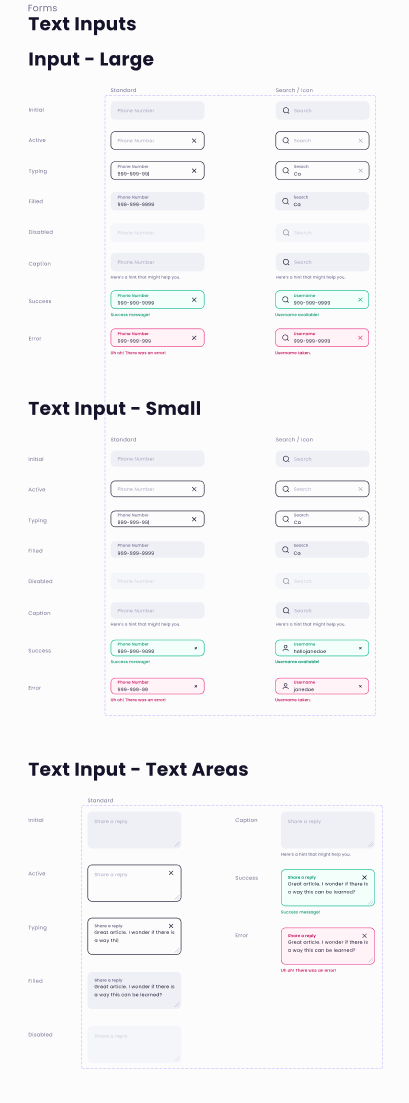 Forms
Text Inputs
Input - Large
Standard
Search / Icon
Initial
Phone Number
Search
Active
Phone Number
Search
Typing
Phone Number
999-999-99
Search
Ca
Filled
Phone Number
999-999-9999
Search
Ca
Disabled
Phone Number
Search
Caption
Phone Number
Search
Here's a hint that might help you.
Here's a hint that might help you.
Success
Phone Number
999-999-9999
Username
999-999-9999
Success message!
Username available!
Error
Phone Number
999-999-999
Username
999-999-9999
Uh oh! There was an error!
Username taken.
Text Input - Small
Standard
Search / Icon
Initial
Phone Number
Search
Active
Phone Number
Search
Typing
Phone Number
999-999-99
Search
Ca
Filled
Phone Number
999-999-9999
Search
Ca
Disabled
Phone Number
Search
Caption
Phone Number
Search
Here's a hint that might help you.
Here's a hint that might help you.
Success
Phone Number
999-999-9999
Username
hellojanedoe
Success message!
Username available!
Error
Phone Number
999-999-99
Username
janedoe
Uh oh! There was an error!
Username taken.
Text Input - Text Areas
Standard
Initial
Share a reply
Active
Share a reply
Typing
Share a reply
Great article. I wonder if there is
a way thi
Filled
Share a reply
Great article. I wonder if there is
a way this can be learned?
Disabled
Share a reply
Caption
Share a reply
Here's a hint that might help you.
Success
Share a reply
Great article. I wonder if there is
a way this can be learned?
Success message!
Error
Share a reply
Great article. I wonder if there is
a way this can be learned?
Uh oh! There was an error!